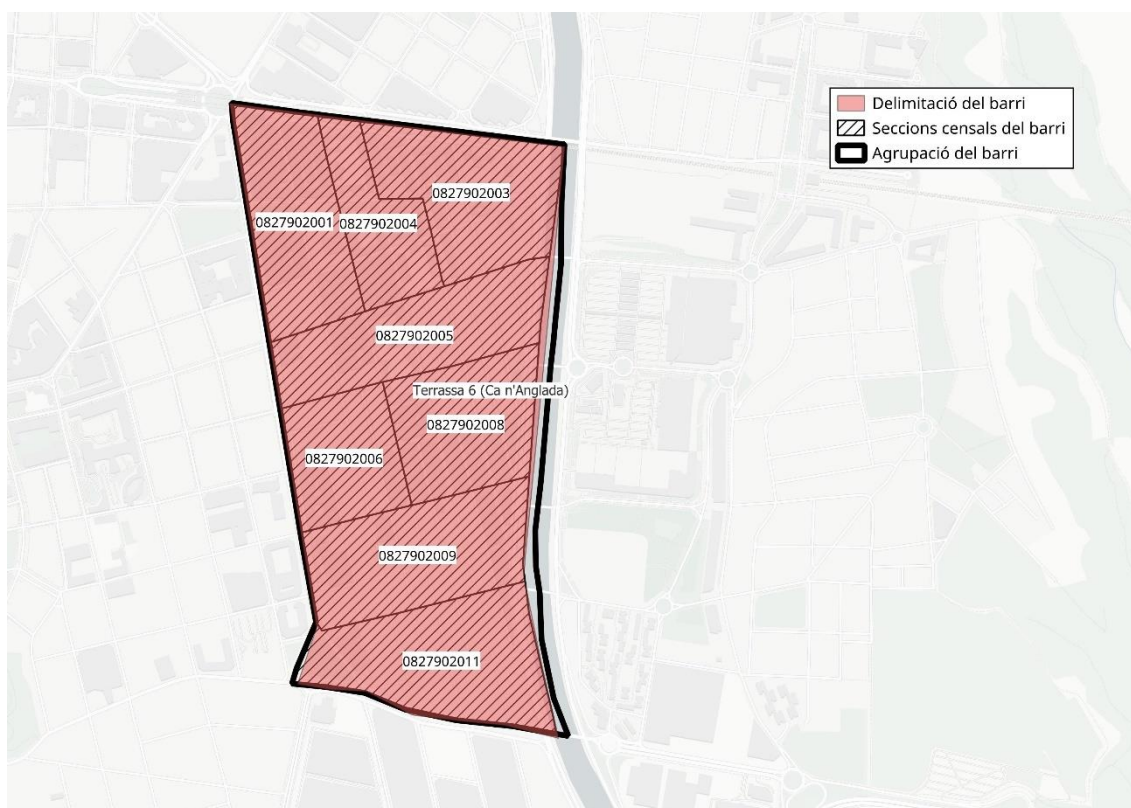 Delimitació del barri
Seccions censals del barri
Agrupació del barri
0827902003
0827902001
0827902004
0827902005
Terrassa 6 (Ca n'Anglada)
0827902008
0827902006
0827902009
0827902011